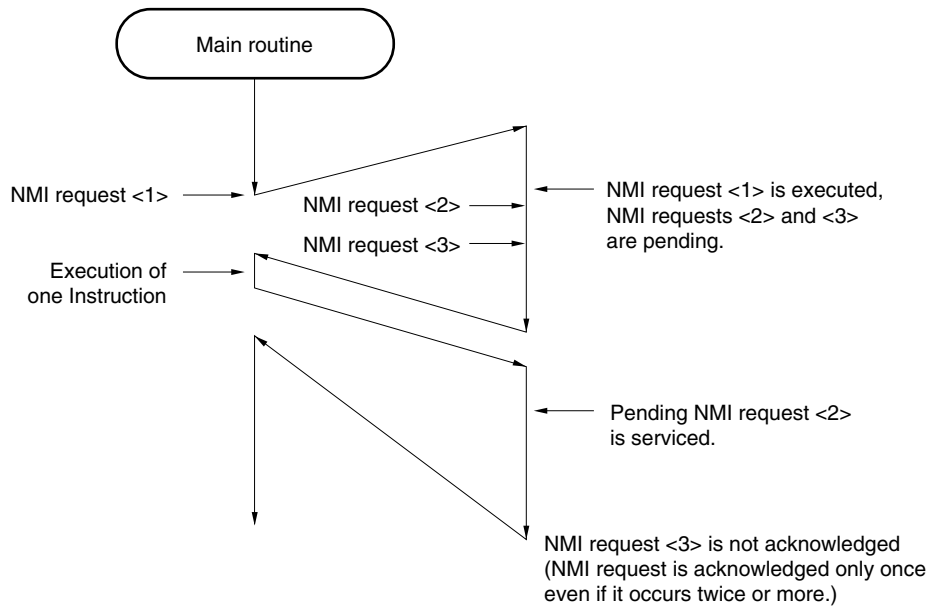 Main routine
NMI request <1>
NMI request <1> is executed,
NMI requests <2> and <3>
are pending.
NMI request <2>
NMI request <3>
Execution of
one Instruction
Pending NMI request <2>
is serviced.
NMI request <3> is not acknowledged
(NMI request is acknowledged only once
even if it occurs twice or more.)